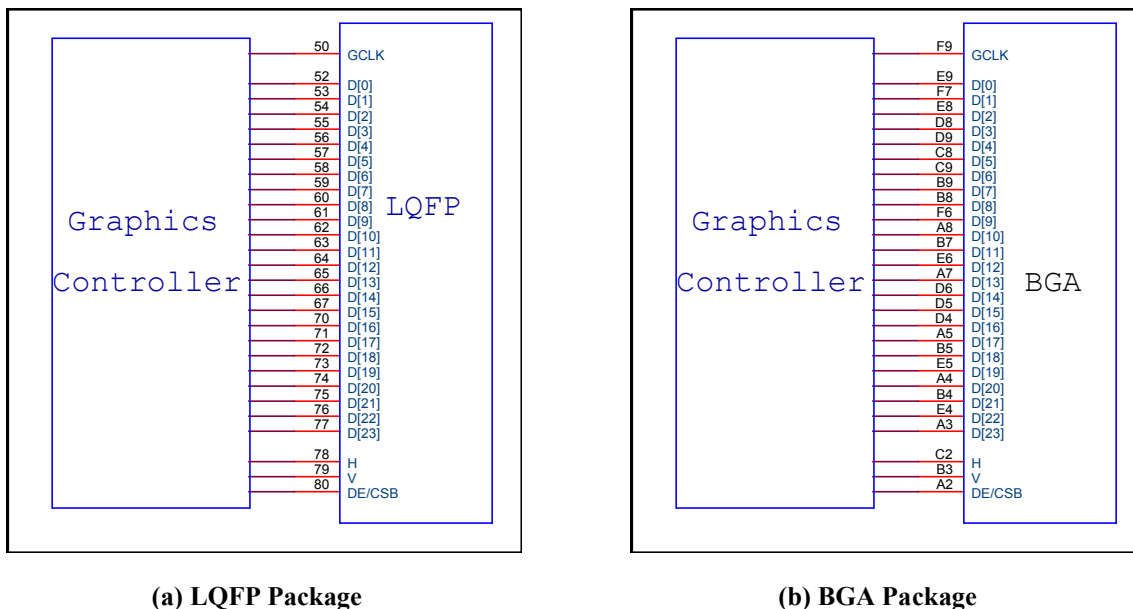 50 GCLK
52 D[0]
53 D[1]
54 D[2]
55 D[3]
56 D[4]
57 D[5]
58 D[6]
59 D[7]
60 D[8]
61 D[9]
62 D[10]
63 D[11]
64 D[12]
65 D[13]
66 D[14]
67 D[15]
70 D[16]
71 D[17]
72 D[18]
73 D[19]
74 D[20]
75 D[21]
76 D[22]
77 D[23]
78 H
79 V
80 DE/CSB
Graphics
Controller
LQFP
(a) LQFP Package
F9 GCLK
E9 D[0]
F7 D[1]
E8 D[2]
D8 D[3]
D9 D[4]
C8 D[5]
C9 D[6]
B9 D[7]
B8 D[8]
F6 D[9]
A8 D[10]
B7 D[11]
E6 D[12]
A7 D[13]
D6 D[14]
D5 D[15]
D4 D[16]
A5 D[17]
B5 D[18]
E5 D[19]
A4 D[20]
B4 D[21]
E4 D[22]
A3 D[23]
C2 H
B3 V
A2 DE/CSB
Graphics
Controller
BGA
(b) BGA Package